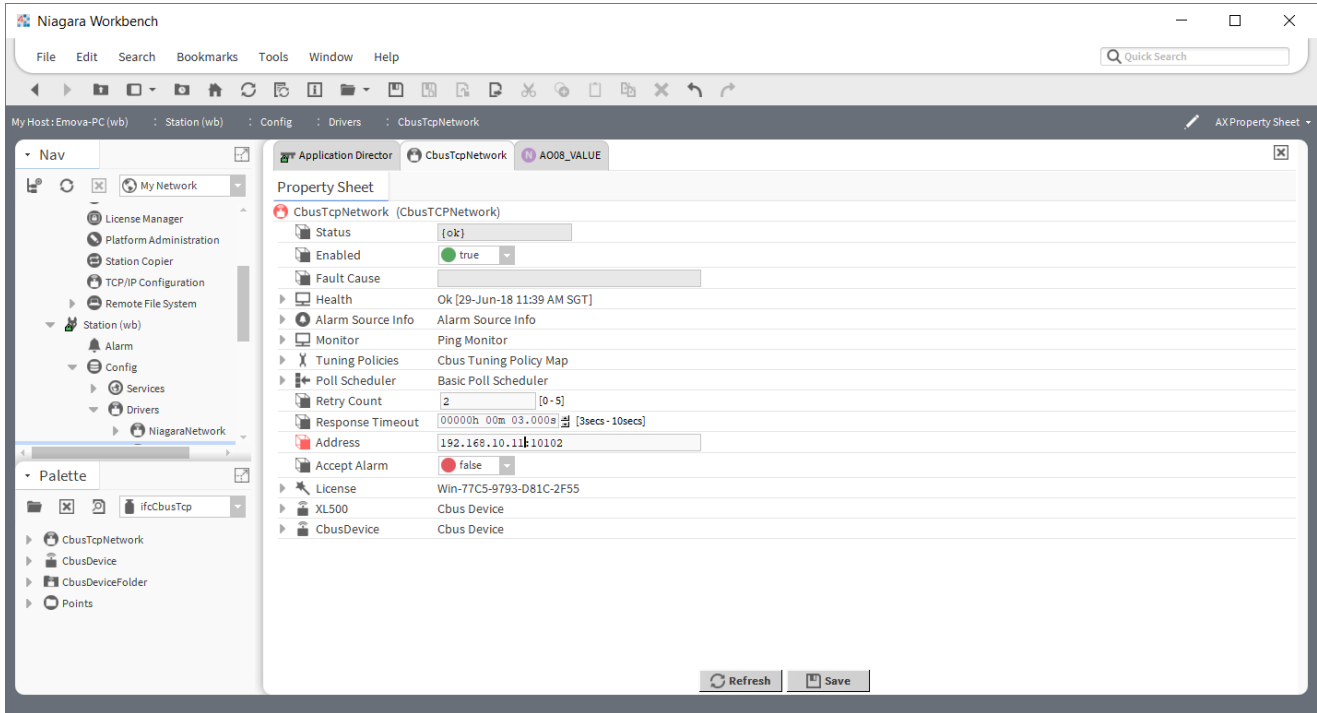 Niagara Workbench
File Edit Search Bookmarks Tools Window Help
Quick Search
My Host : Emova-PC (wb) : Station (wb) : Config : Drivers : CbusTcpNetwork
AX Property Sheet
Nav
My Network
License Manager
Platform Administration
Station Copier
TCP/IP Configuration
Remote File System
Station (wb)
Alarm
Config
Services
Drivers
NiagaraNetwork
Palette
ifcCbusTcp
CbusTcpNetwork
CbusDevice
CbusDeviceFolder
Points
Application Director CbusTcpNetwork N AO08_VALUE
Property Sheet
CbusTcpNetwork (CbusTCPNetwork)
Status {ok}
Enabled true
Fault Cause
Health Ok [29-Jun-18 11:39 AM SGT]
Alarm Source Info Alarm Source Info
Monitor Ping Monitor
Tuning Policies Cbus Tuning Policy Map
Poll Scheduler Basic Poll Scheduler
Retry Count 2 [0 - 5]
Response Timeout 00000h 00m 03.000s [3secs - 10secs]
Address 192.168.10.11:10102
Accept Alarm false
License Win-77C5-9793-D81C-2F55
XL500 Cbus Device
CbusDevice Cbus Device
Refresh Save